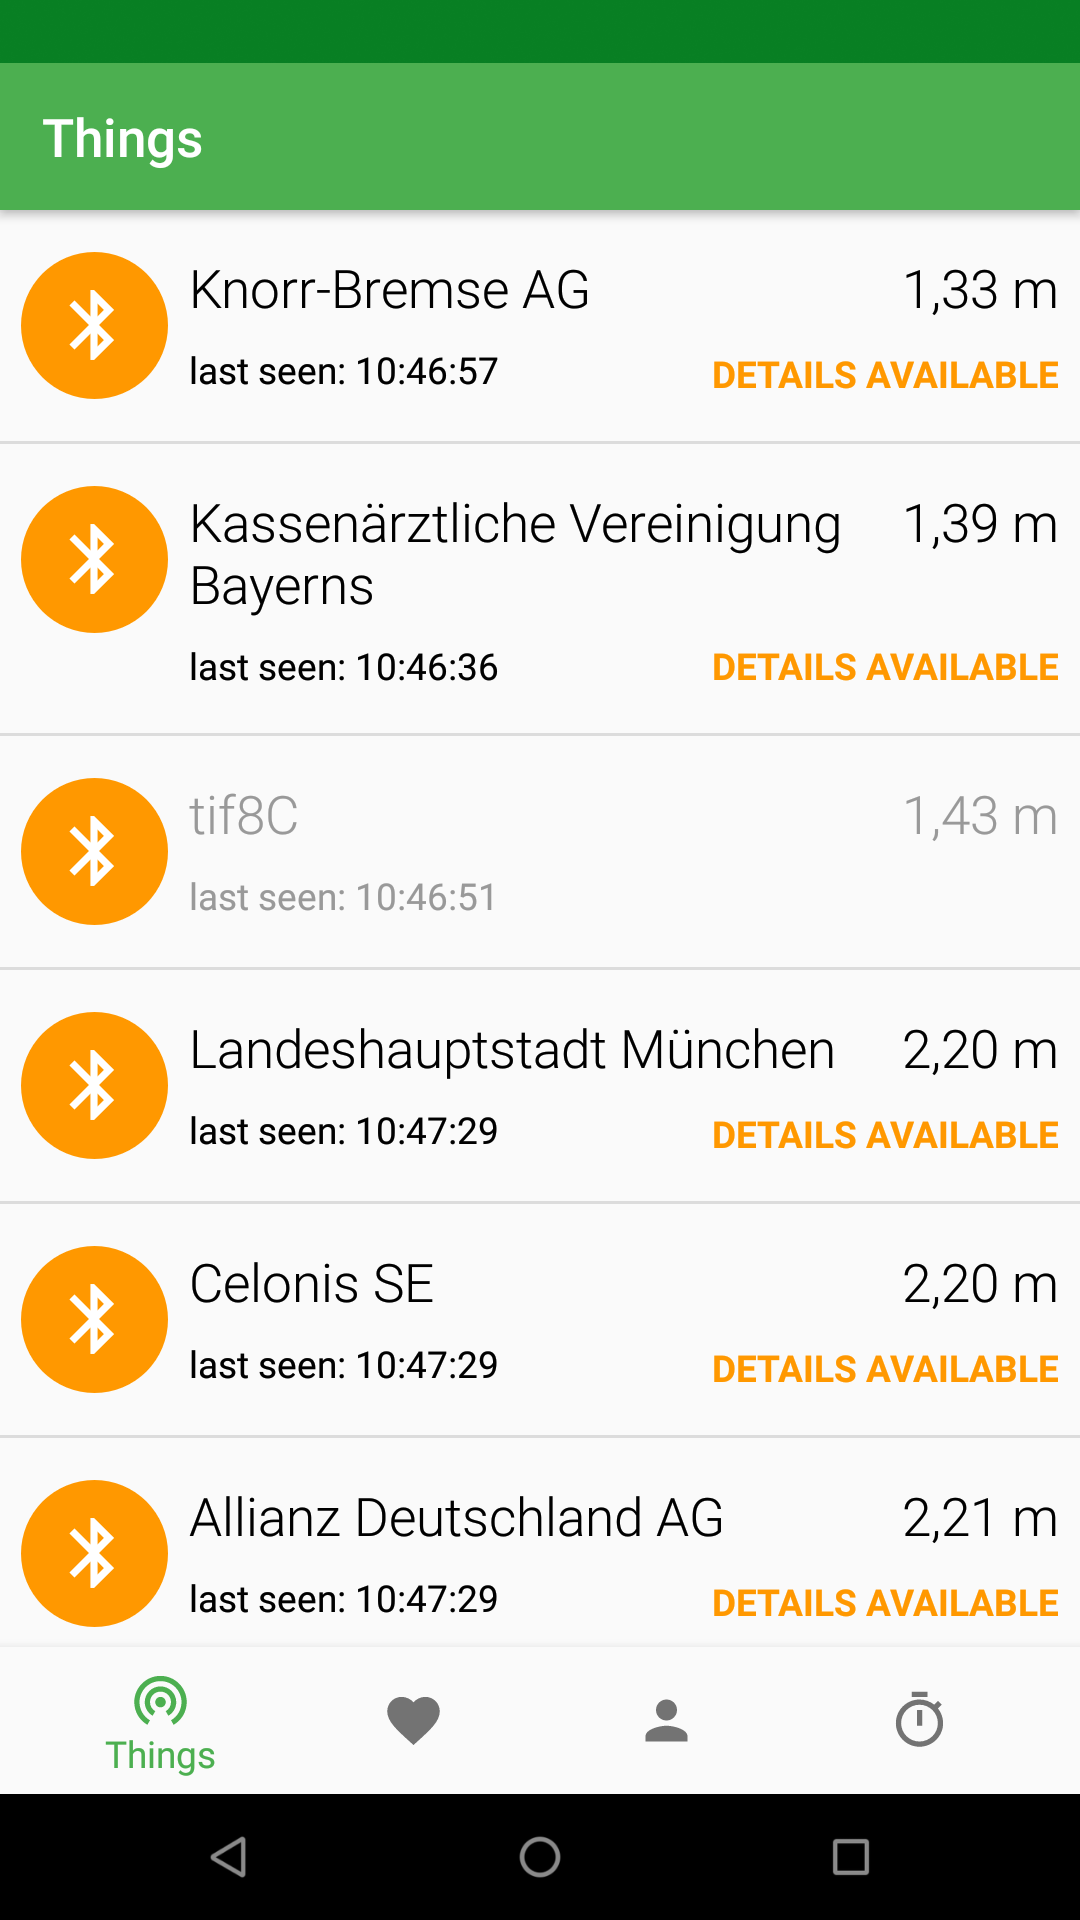 Things
Knorr-Bremse AG 1,33 m
last seen: 10:46:57 DETAILS AVAILABLE
Kassenärztliche Vereinigung 1,39 m
Bayerns
last seen: 10:46:36 DETAILS AVAILABLE
tif8C 1,43 m
last seen: 10:46:51
Landeshauptstadt München 2,20 m
last seen: 10:47:29 DETAILS AVAILABLE
Celonis SE 2,20 m
last seen: 10:47:29 DETAILS AVAILABLE
Allianz Deutschland AG 2,21 m
last seen: 10:47:29 DETAILS AVAILABLE
Things